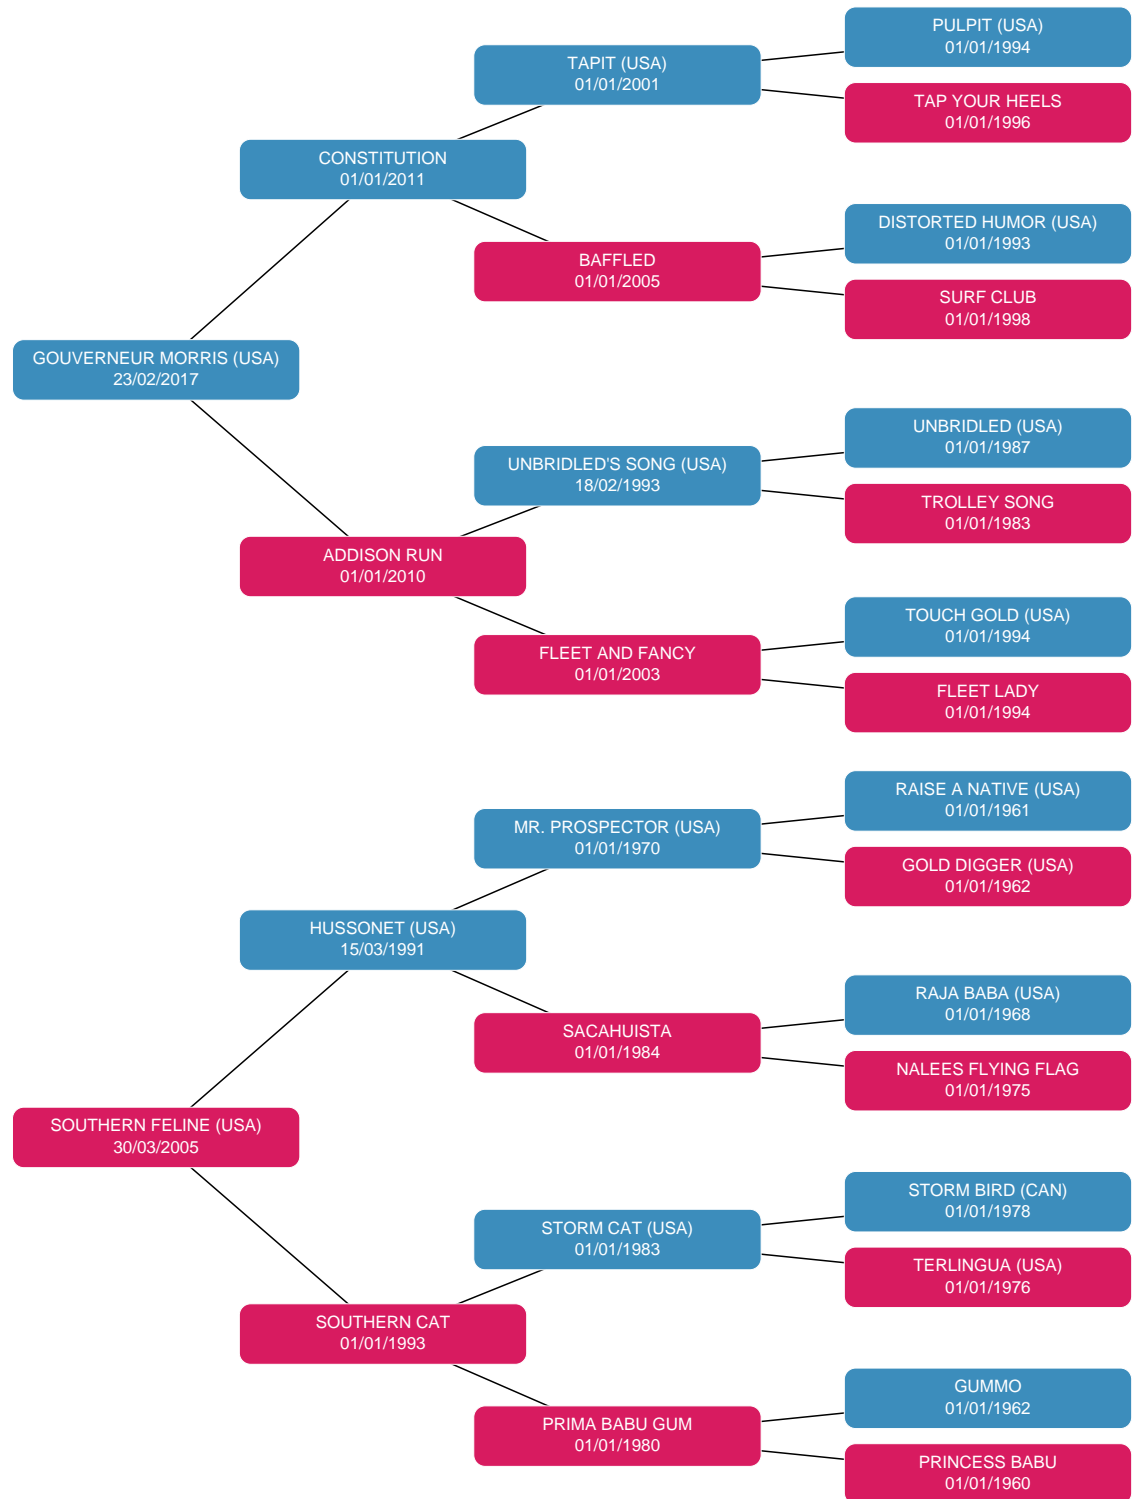 PULPIT (USA)
01/01/1994
TAPIT (USA)
01/01/2001
TAP YOUR HEELS
01/01/1996
CONSTITUTION
01/01/2011
DISTORTED HUMOR (USA)
01/01/1993
BAFFLED
01/01/2005
SURF CLUB
01/01/1998
GOUVERNEUR MORRIS (USA)
23/02/2017
UNBRIDLED (USA)
01/01/1987
UNBRIDLED'S SONG (USA)
18/02/1993
TROLLEY SONG
01/01/1983
ADDISON RUN
01/01/2010
TOUCH GOLD (USA)
01/01/1994
FLEET AND FANCY
01/01/2003
FLEET LADY
01/01/1994
RAISE A NATIVE (USA)
01/01/1961
MR. PROSPECTOR (USA)
01/01/1970
GOLD DIGGER (USA)
01/01/1962
HUSSONET (USA)
15/03/1991
RAJA BABA (USA)
01/01/1968
SACAHUISTA
01/01/1984
NALEES FLYING FLAG
01/01/1975
SOUTHERN FELINE (USA)
30/03/2005
STORM BIRD (CAN)
01/01/1978
STORM CAT (USA)
01/01/1983
TERLINGUA (USA)
01/01/1976
SOUTHERN CAT
01/01/1993
GUMMO
01/01/1962
PRIMA BABU GUM
01/01/1980
PRINCESS BABU
01/01/1960